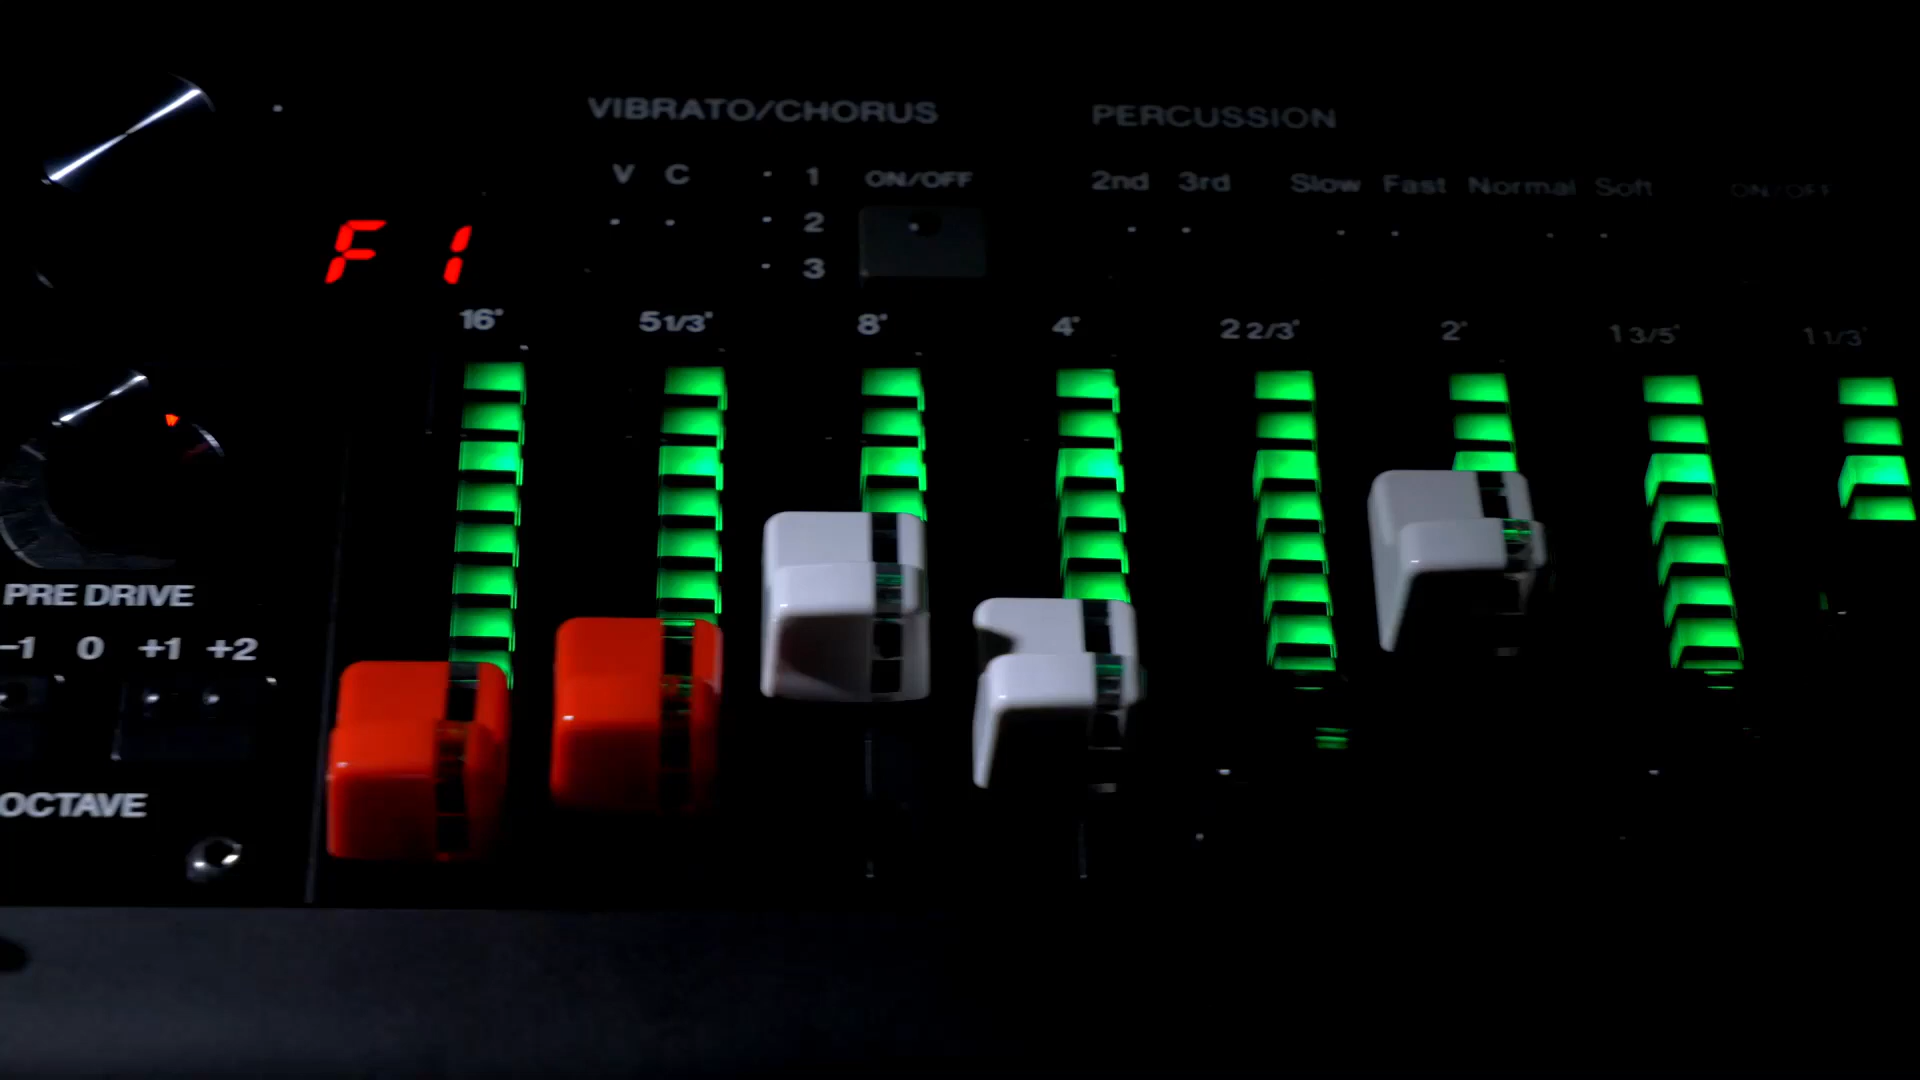 VIBRATO/CHORUS PERCUSSION
V C 1 ON/OFF 2nd 3rd Slow Fast Normal Soft ON/OFF
2
3
F1
16' 5 1/3' 8' 4' 2 2/3' 2' 1 3/5' 1 1/3'
PRE DRIVE
-1 0 +1 +2
OCTAVE